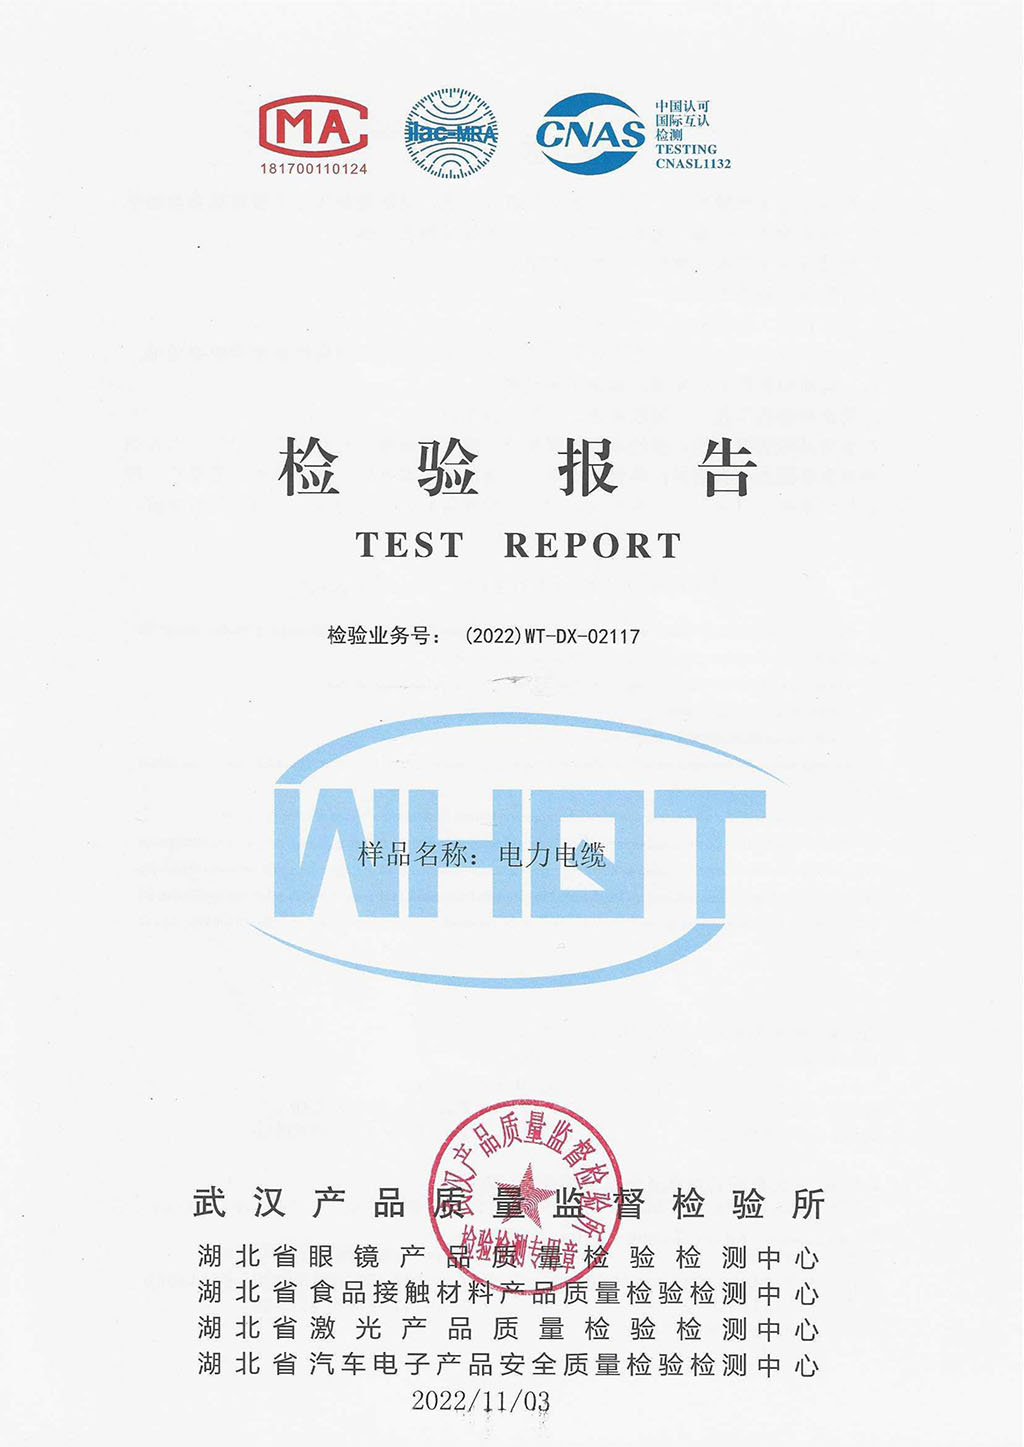 MA
181700110124
ilac-MRA
CNAS
中国认可
国际互认
检测
TESTING
CNASL1132
检验报告
TEST REPORT
检验业务号: (2022)WT-DX-02117
WHQT
样品名称: 电力电缆
武汉产品质量监督检验所
检验检测专用章
武汉产品质量监督检验所
湖北省眼镜产品质量检验检测中心
湖北省食品接触材料产品质量检验检测中心
湖北省激光产品质量检验检测中心
湖北省汽车电子产品安全质量检验检测中心
2022/11/03